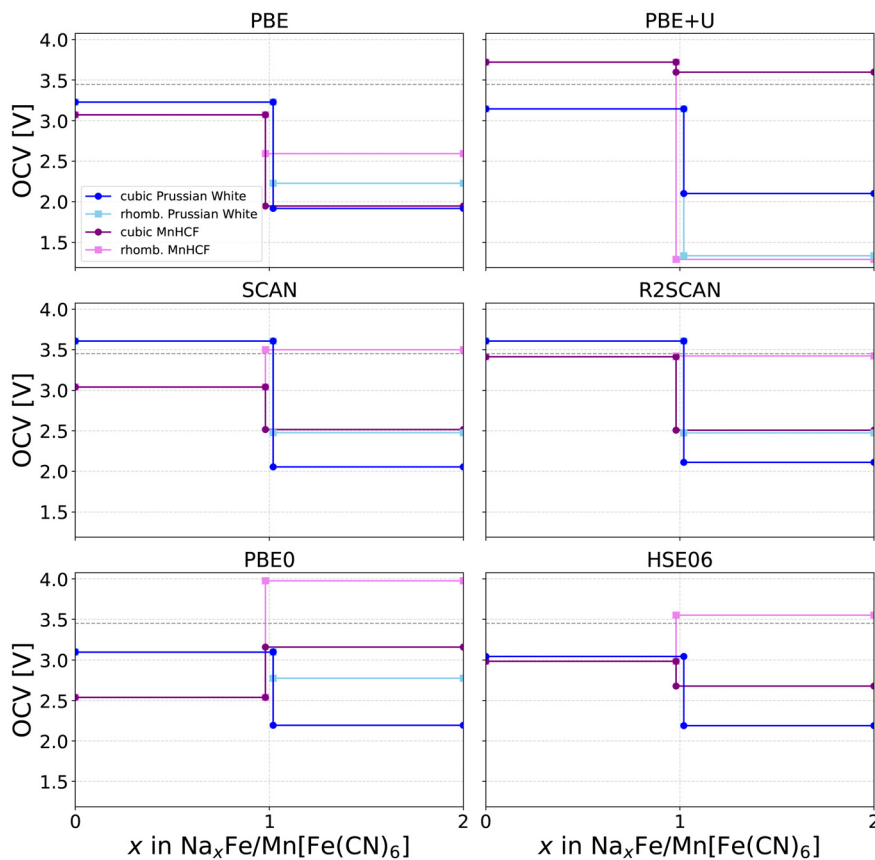 PBE
PBE+U
OCV [V]
4.0
3.5
3.0
2.5
2.0
1.5
cubic Prussian White
rhomb. Prussian White
cubic MnHCF
rhomb. MnHCF
SCAN
R2SCAN
OCV [V]
4.0
3.5
3.0
2.5
2.0
1.5
PBE0
HSE06
OCV [V]
4.0
3.5
3.0
2.5
2.0
1.5
0 1 2
0 1 2
x in NaₓFe/Mn[Fe(CN)₆]
x in NaₓFe/Mn[Fe(CN)₆]